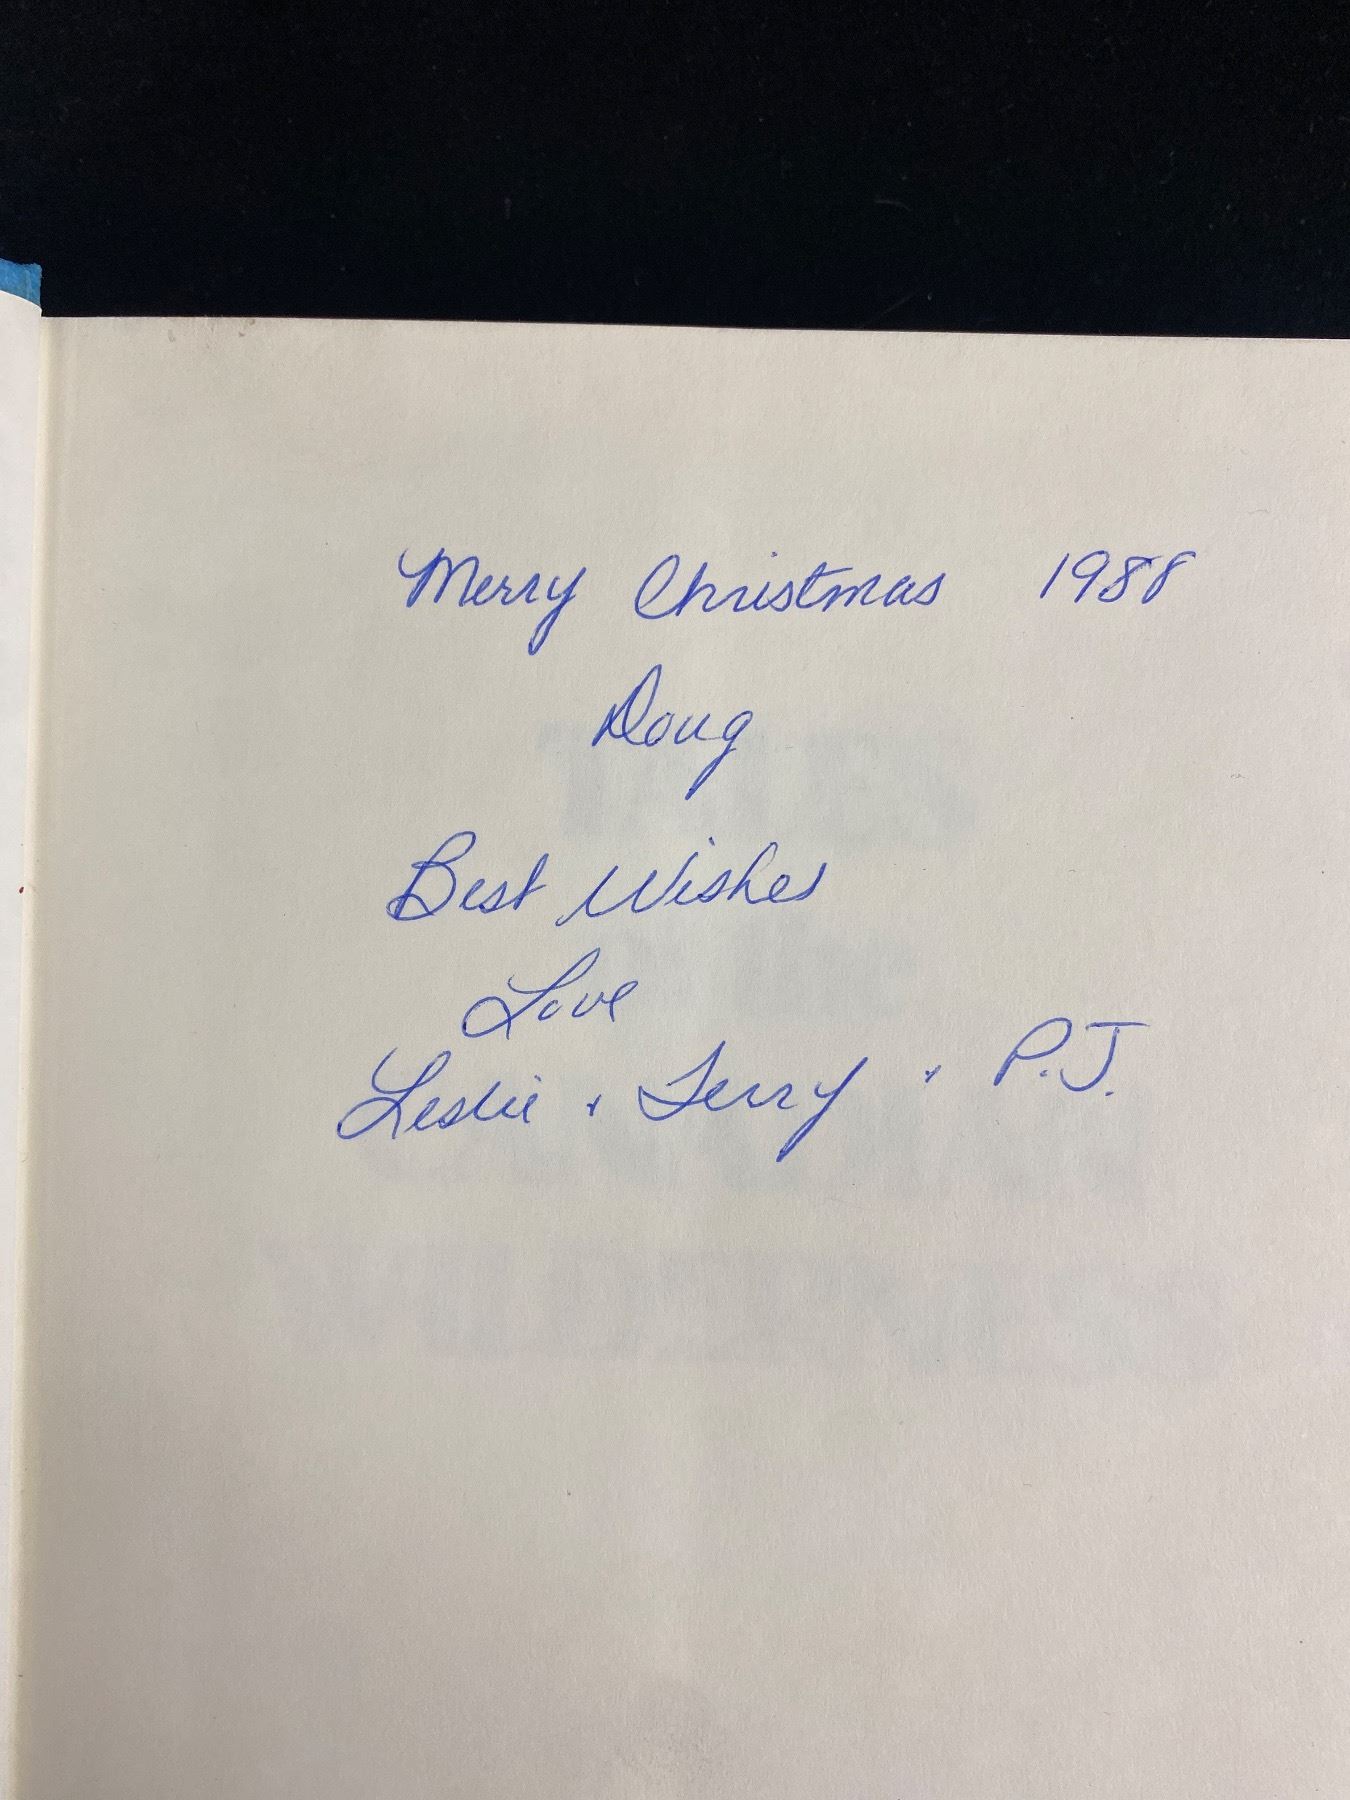 Merry Christmas 1988
Doug
Best Wishes
Love
Leslie + Terry + P.J.